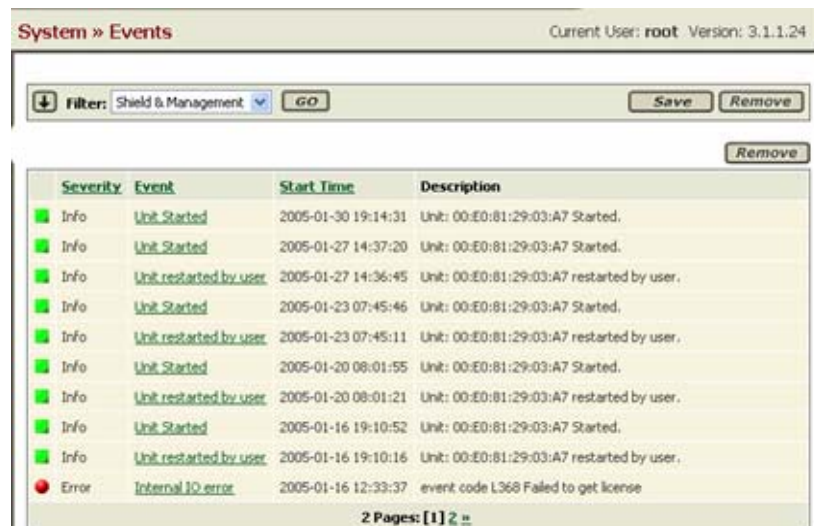 System » Events Current User: root Version: 3.1.1.24
Filter: Shield & Management GO Save Remove
Remove
Severity Event Start Time Description
Info Unit Started 2005-01-30 19:14:31 Unit: 00:E0:81:29:03:A7 Started.
Info Unit Started 2005-01-27 14:37:20 Unit: 00:E0:81:29:03:A7 Started.
Info Unit restarted by user 2005-01-27 14:36:45 Unit: 00:E0:81:29:03:A7 restarted by user.
Info Unit Started 2005-01-23 07:45:46 Unit: 00:E0:81:29:03:A7 Started.
Info Unit restarted by user 2005-01-23 07:45:11 Unit: 00:E0:81:29:03:A7 restarted by user.
Info Unit Started 2005-01-20 08:01:55 Unit: 00:E0:81:29:03:A7 Started.
Info Unit restarted by user 2005-01-20 08:01:21 Unit: 00:E0:81:29:03:A7 restarted by user.
Info Unit Started 2005-01-16 19:10:52 Unit: 00:E0:81:29:03:A7 Started.
Info Unit restarted by user 2005-01-16 19:10:16 Unit: 00:E0:81:29:03:A7 restarted by user.
Error Internal IO error 2005-01-16 12:33:37 event code L368 Failed to get license
2 Pages: [1] 2 »